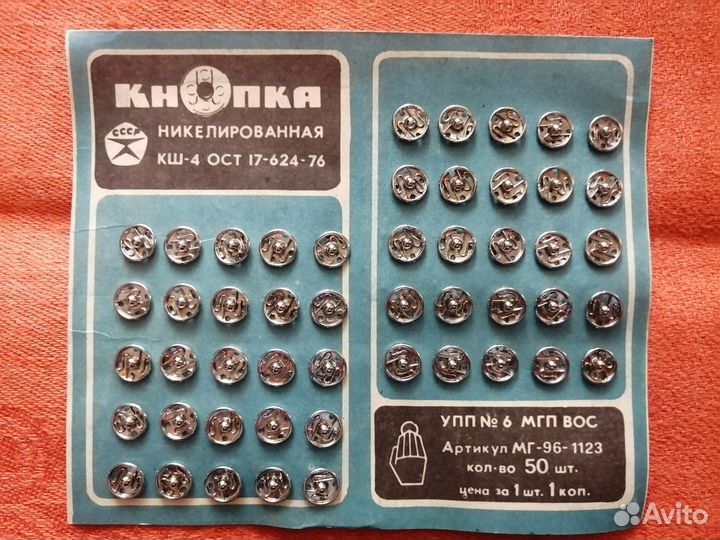 КНОПКА
СССР
НИКЕЛИРОВАННАЯ
КШ-4 ОСТ 17-624-76
УПП № 6 МГП ВОС
Артикул МГ-96-1123
кол-во 50 шт.
цена за 1 шт. 1 коп.
Avito